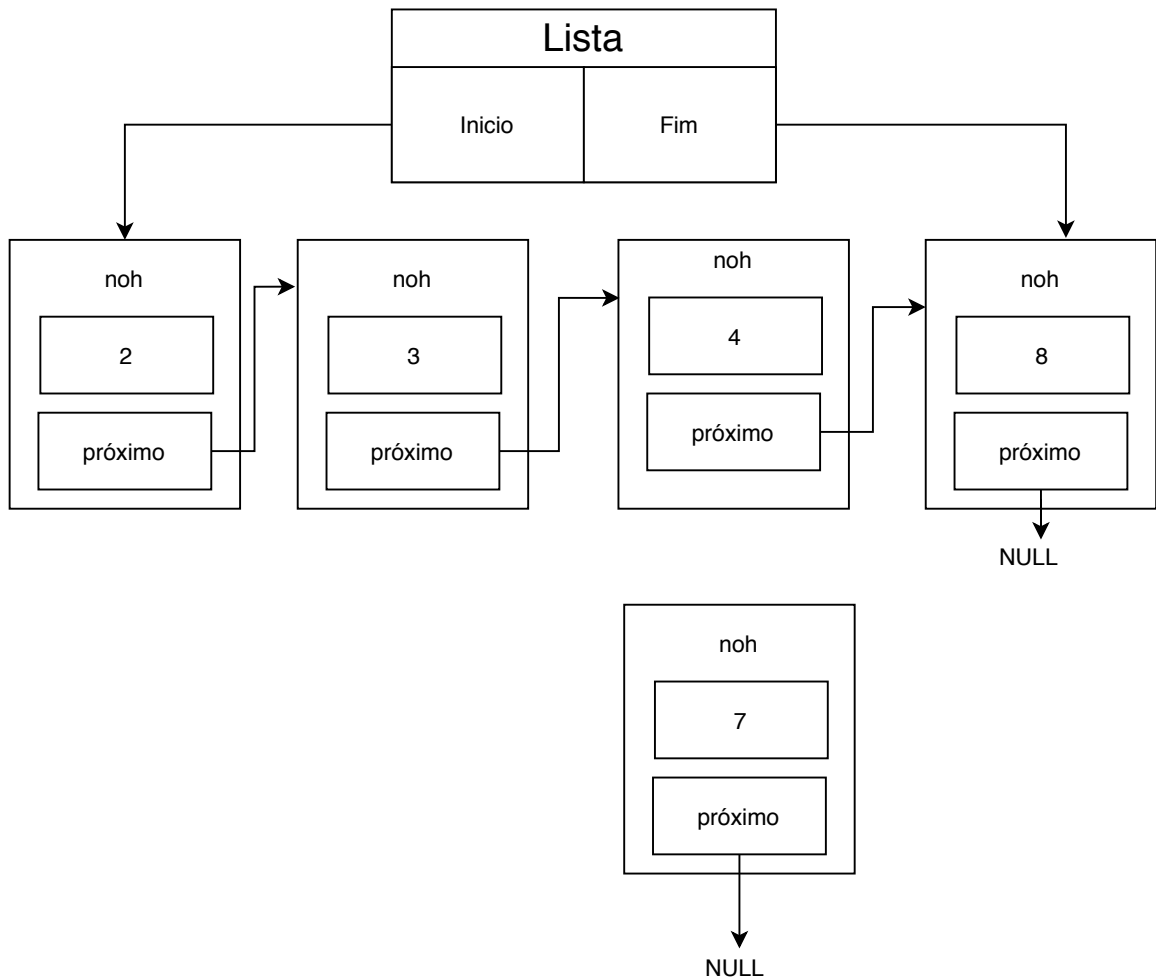 Lista
Inicio
Fim
noh
2
próximo
noh
3
próximo
noh
4
próximo
noh
8
próximo
NULL
noh
7
próximo
NULL